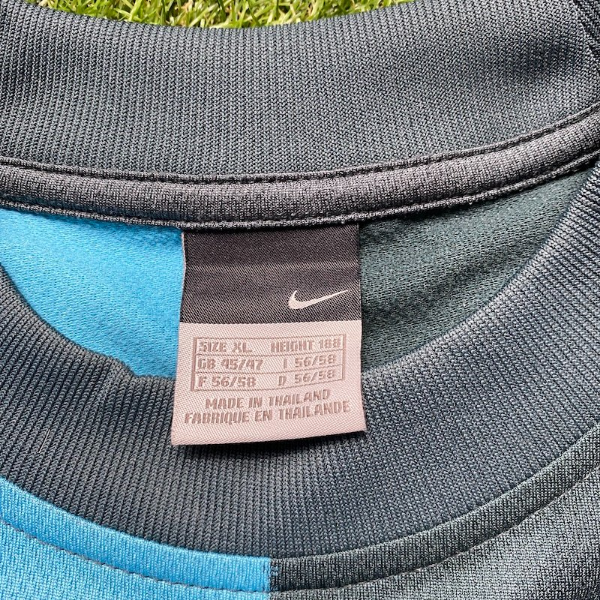 SIZE XL HEIGHT 188
GB 45/47 I 56/58
F 56/58 D 56/58
MADE IN THAILAND
FABRIQUE EN THAILANDE